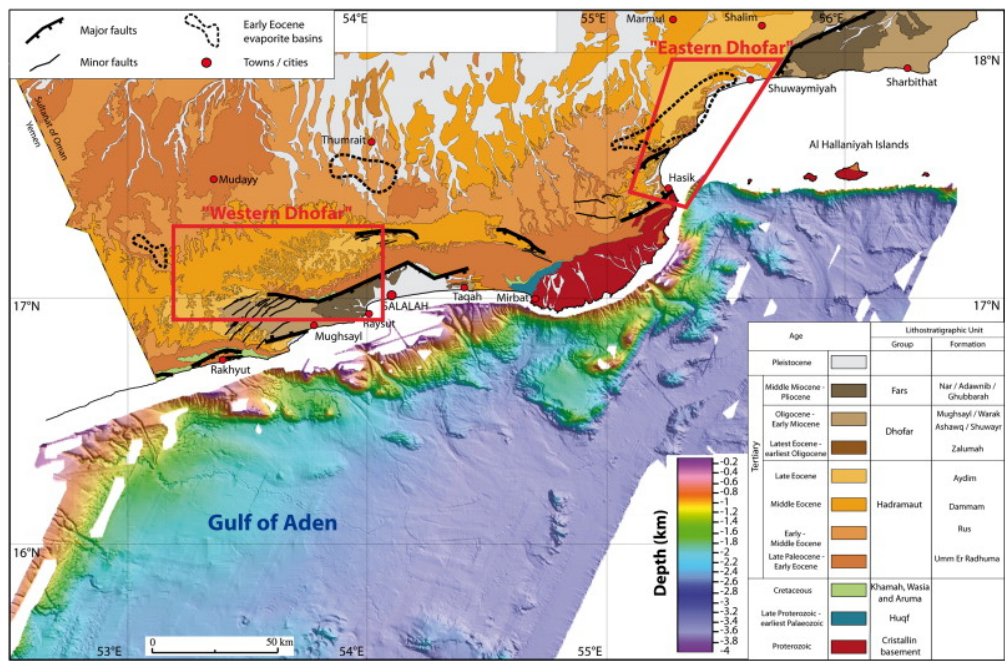 Major faults
Early Eocene
evaporite basins
Minor faults
Towns / cities
54°E
55°E
56°E
Marmul
Shalim
"Eastern Dhofar"
18°N
Shuwaymiyah
Sharbithat
Sultanat of Oman
Yemen
Thumrait
Al Hallaniyah Islands
Mudayy
Hasik
"Western Dhofar"
17°N
17°N
SALALAH
Taqah
Mirbat
Raysut
Mughsayl
Rakhyut
Gulf of Aden
16°N
16°N
Depth (km)
-0.2
-0.4
-0.6
-0.8
-1
-1.2
-1.4
-1.6
-1.8
-2
-2.2
-2.4
-2.6
-2.8
-3
-3.2
-3.4
-3.6
-3.8
-4
0 50 km
53°E
54°E
55°E
Age
Lithostratigraphic Unit
Group
Formation
Pleistocene
Tertiary
Middle Miocene -
Pliocene
Fars
Nar / Adawnib /
Ghubbarah
Oligocene -
Early Miocene
Dhofar
Mughsayl / Warak
Ashawq / Shuwayr
Latest Eocene -
earliest Oligocene
Zalumah
Late Eocene
Hadramaut
Aydim
Middle Eocene
Dammam
Early -
Middle Eocene
Rus
Late Paleocene -
Early Eocene
Umm Er Radhuma
Cretaceous
Khamah, Wasia
and Aruma
Late Proterozoic -
earliest Palaeozoic
Huqf
Proterozoic
Cristallin
basement